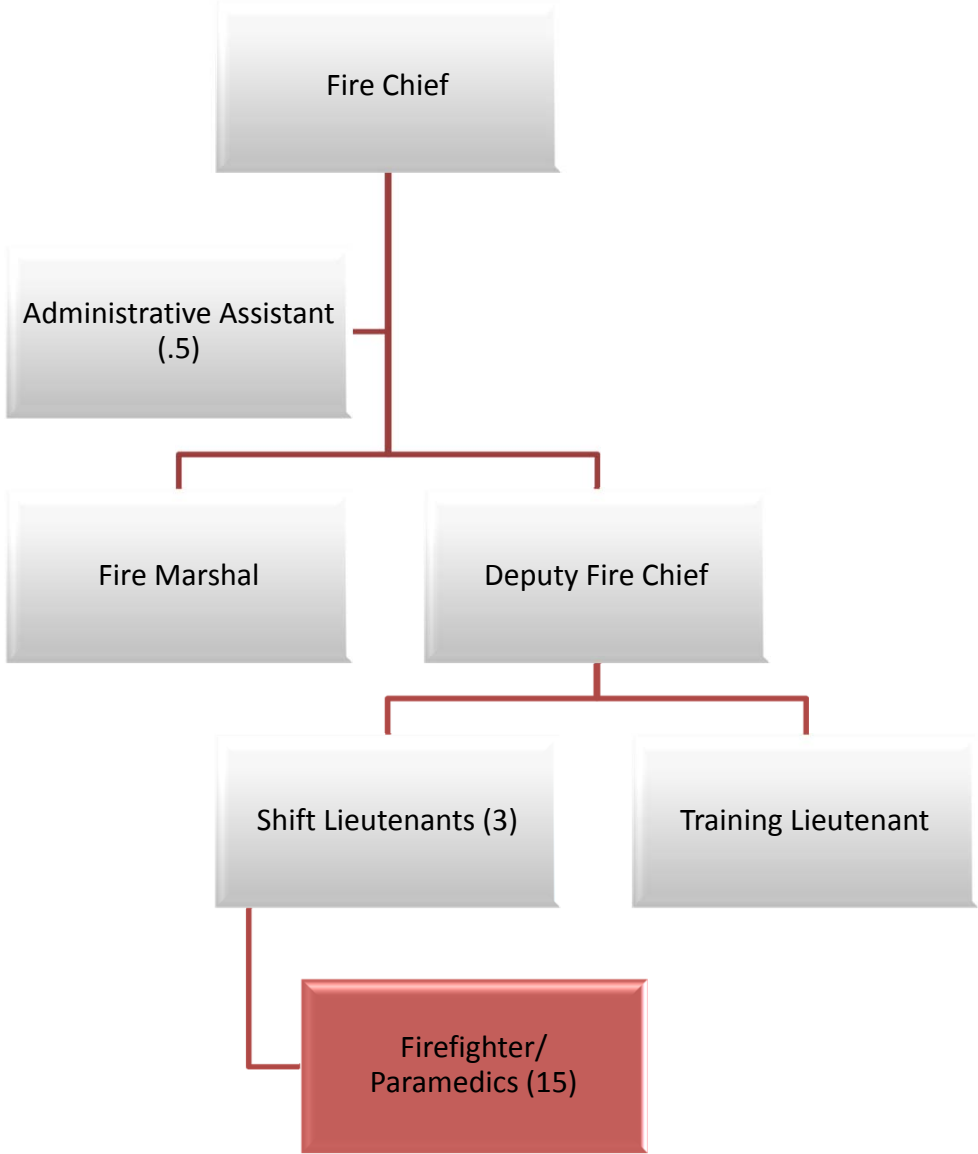 Fire Chief
Administrative Assistant
(.5)
Fire Marshal
Deputy Fire Chief
Shift Lieutenants (3)
Training Lieutenant
Firefighter/
Paramedics (15)